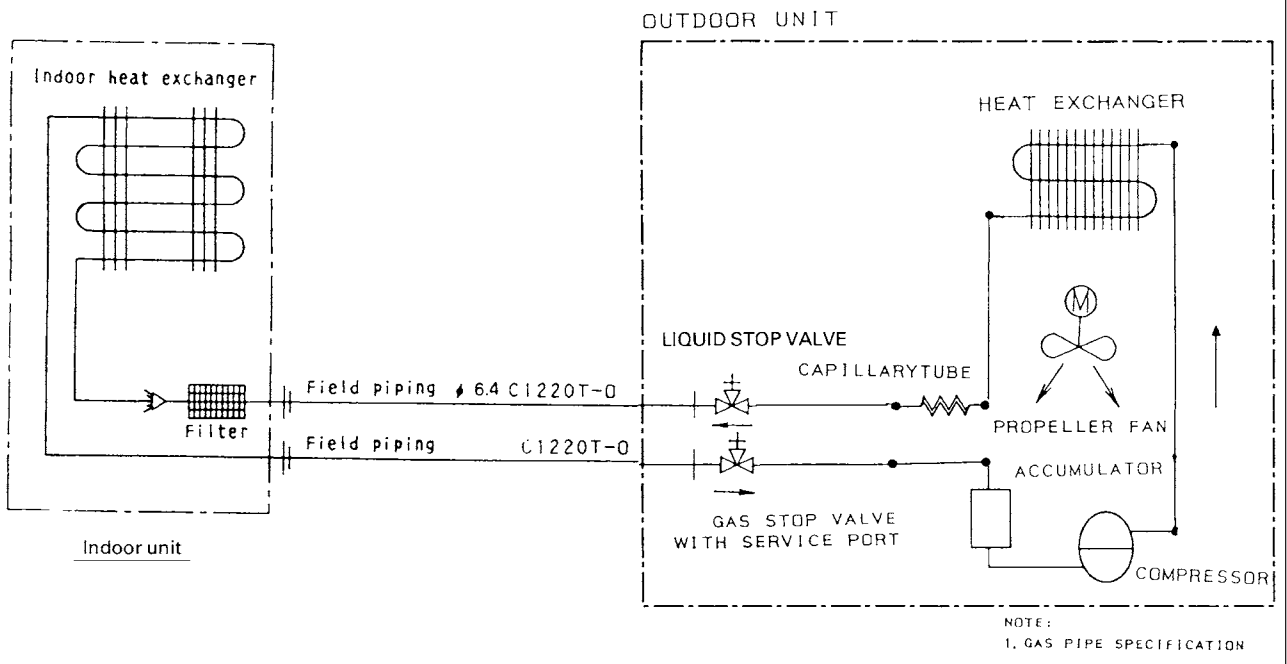 OUTDOOR UNIT
Indoor heat exchanger
HEAT EXCHANGER
M
LIQUID STOP VALVE
CAPILLARYTUBE
Field piping ϕ 6.4 C1220T-O
Filter
PROPELLER FAN
Field piping C1220T-O
ACCUMULATOR
GAS STOP VALVE
WITH SERVICE PORT
Indoor unit
COMPRESSOR
NOTE:
1. GAS PIPE SPECIFICATION